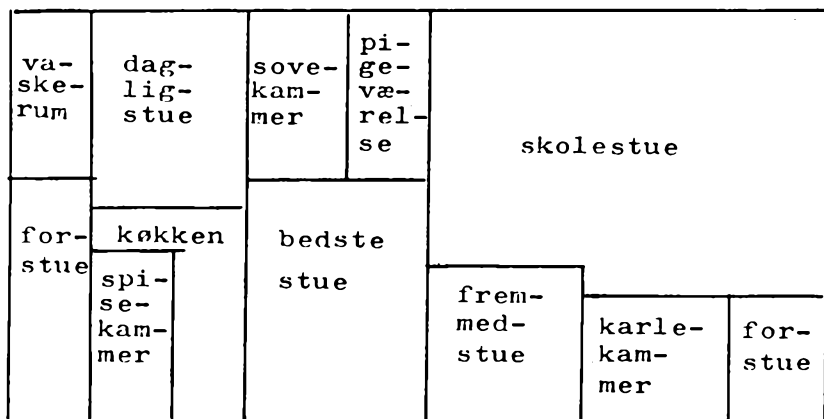 va-
ske-
rum
dag-
lig-
stue
sove-
kam-
mer
pi-
ge-
væ-
rel-
se
skolestue
for-
stue
køkken
spi-
se-
kam-
mer
bedste
stue
frem-
med-
stue
karle-
kam-
mer
for-
stue